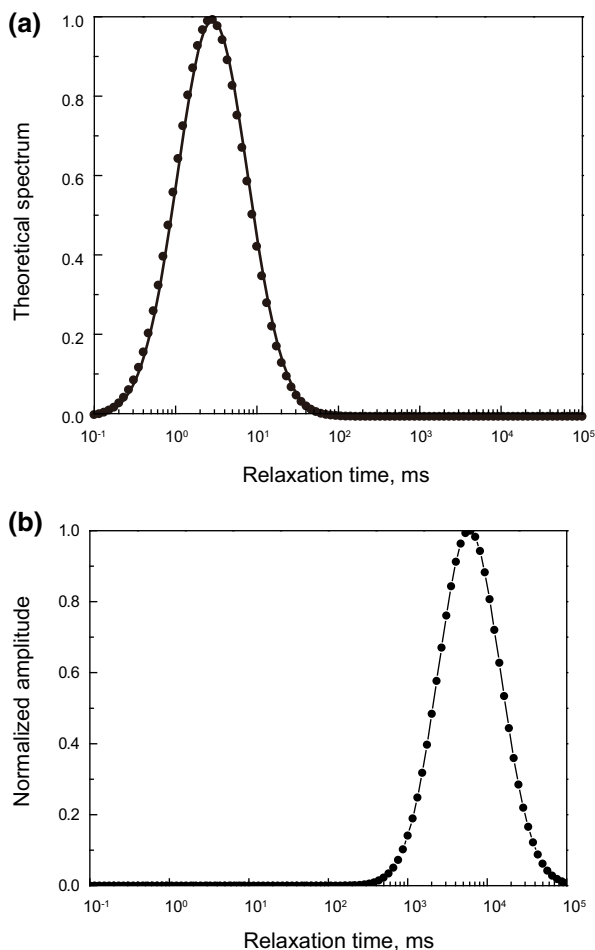 (a)
1.0
0.8
0.6
0.4
0.2
0.0
Theoretical spectrum
10⁻¹ 10⁰ 10¹ 10² 10³ 10⁴ 10⁵
Relaxation time, ms
(b)
1.0
0.8
0.6
0.4
0.2
0.0
Normalized amplitude
10⁻¹ 10⁰ 10¹ 10² 10³ 10⁴ 10⁵
Relaxation time, ms